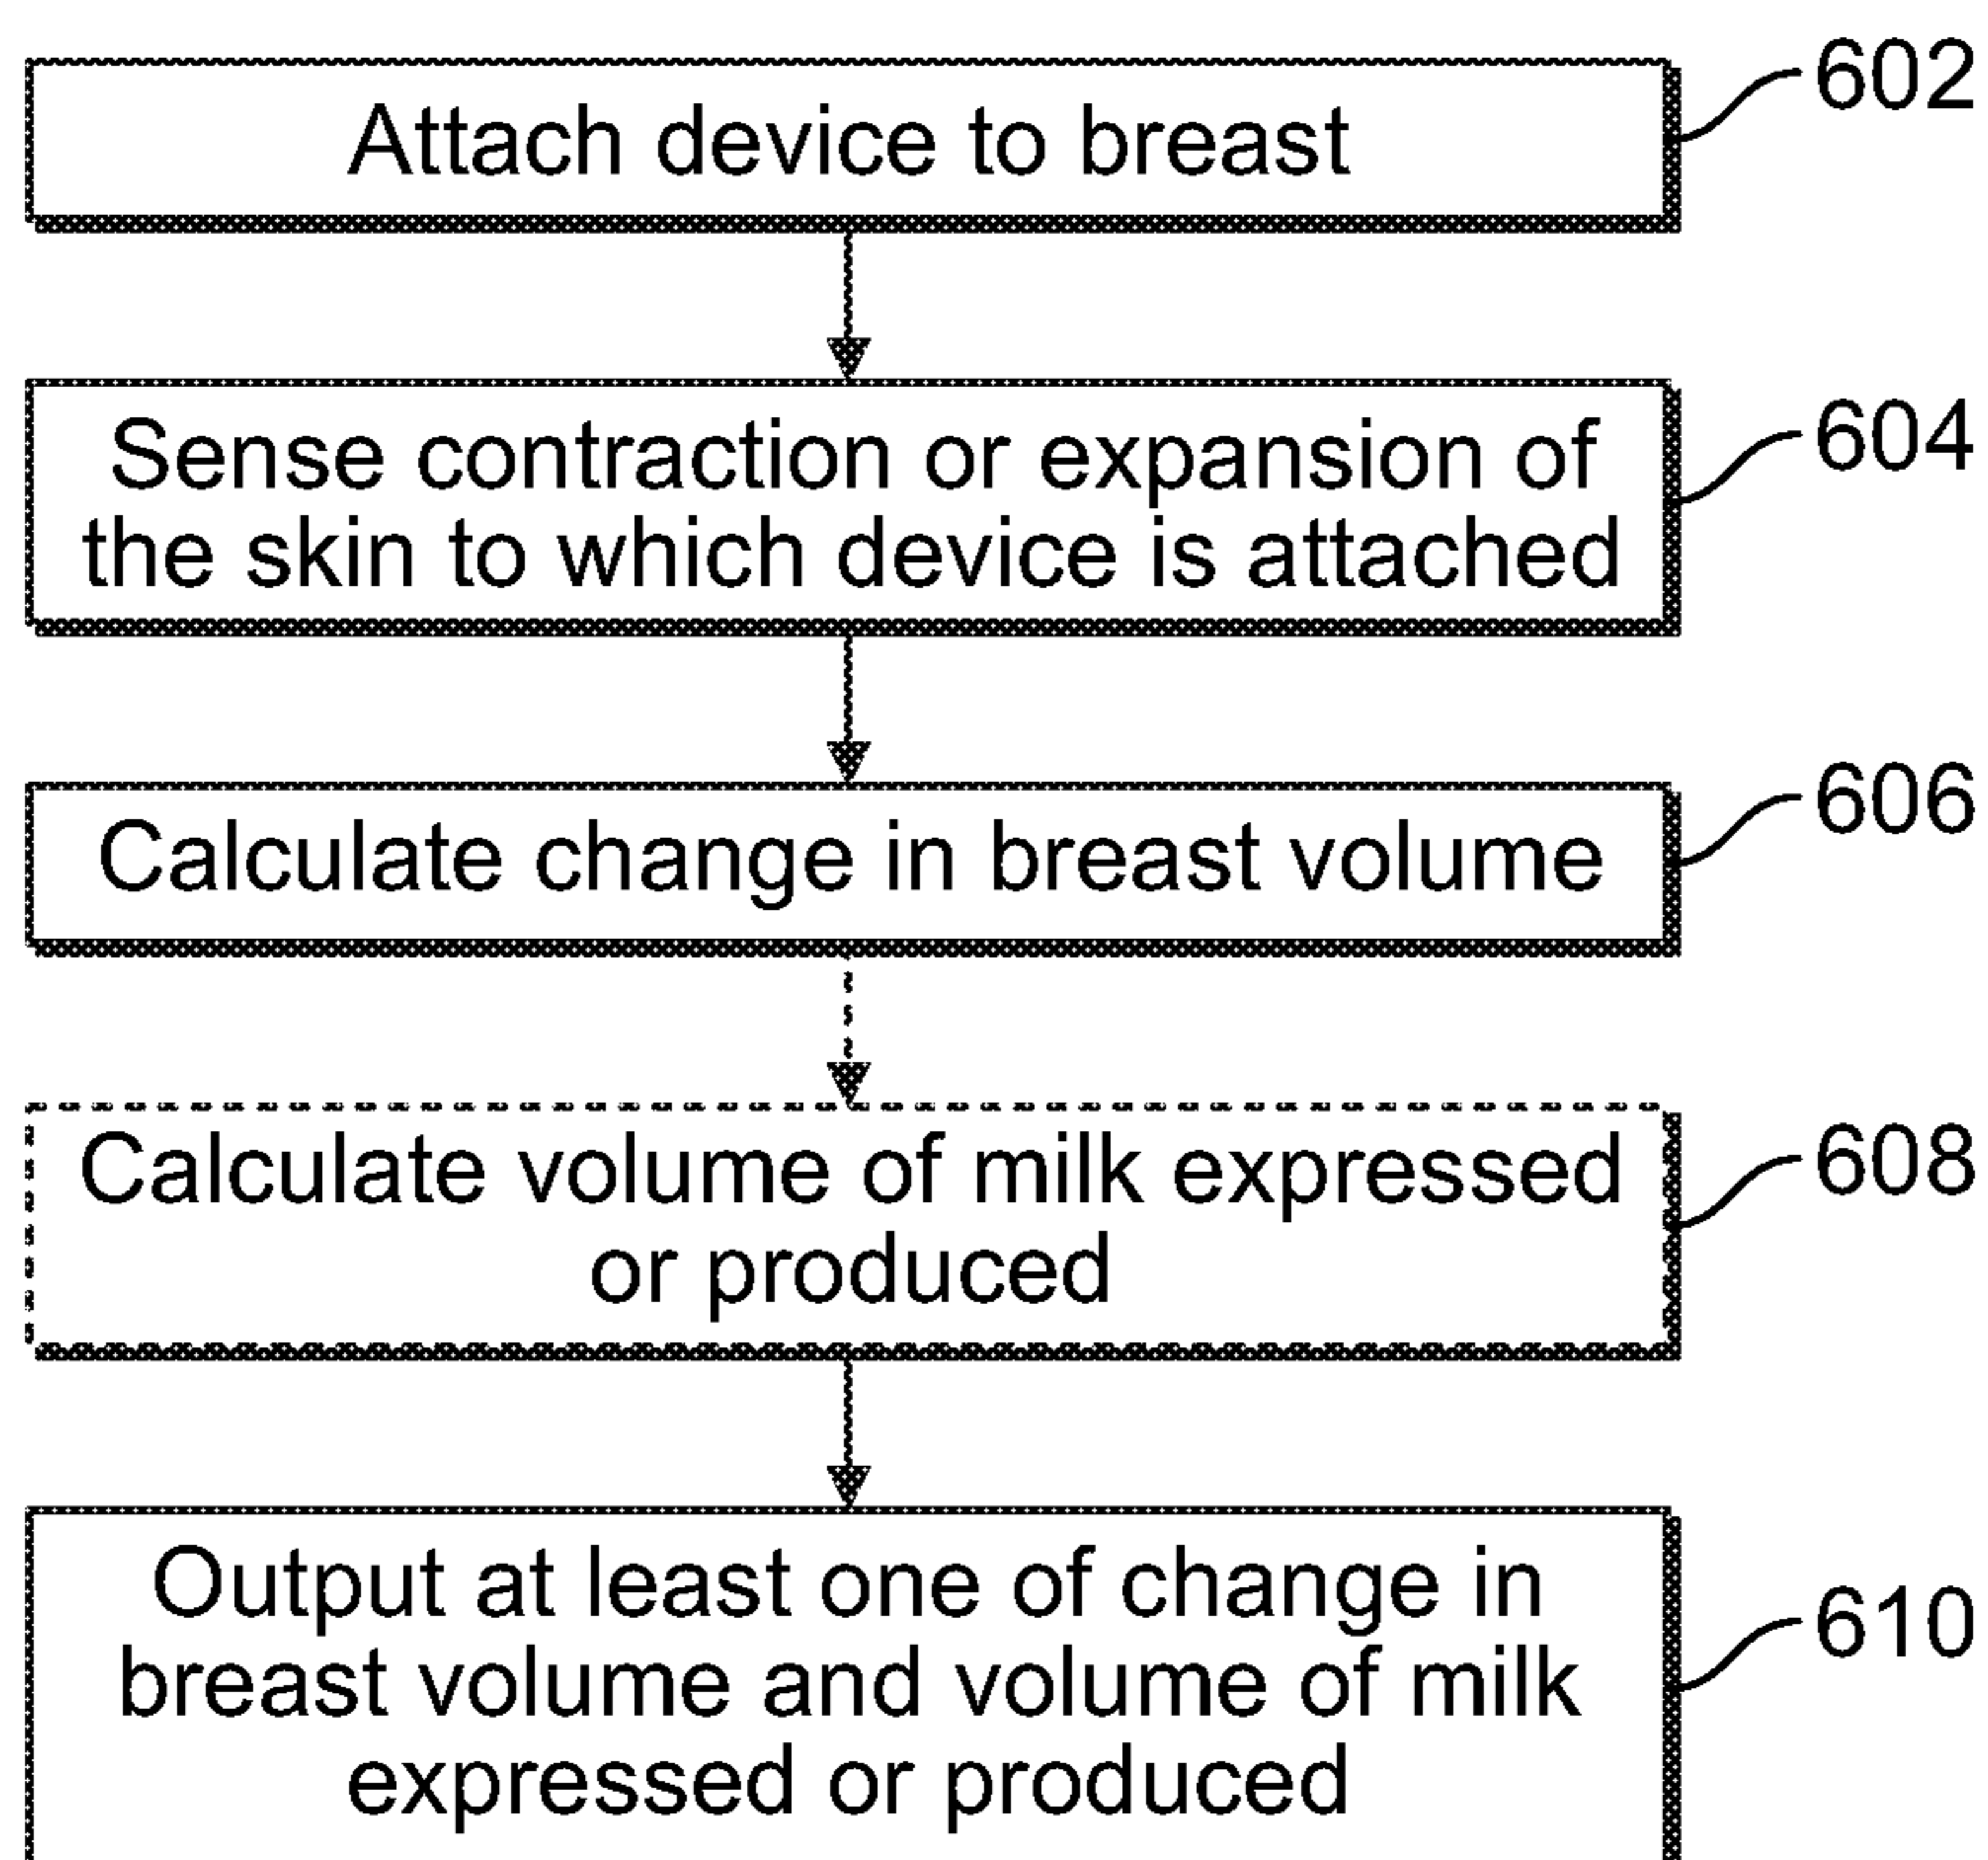 Attach device to breast
602
Sense contraction or expansion of
the skin to which device is attached
604
Calculate change in breast volume
606
Calculate volume of milk expressed
or produced
608
Output at least one of change in
breast volume and volume of milk
expressed or produced
610